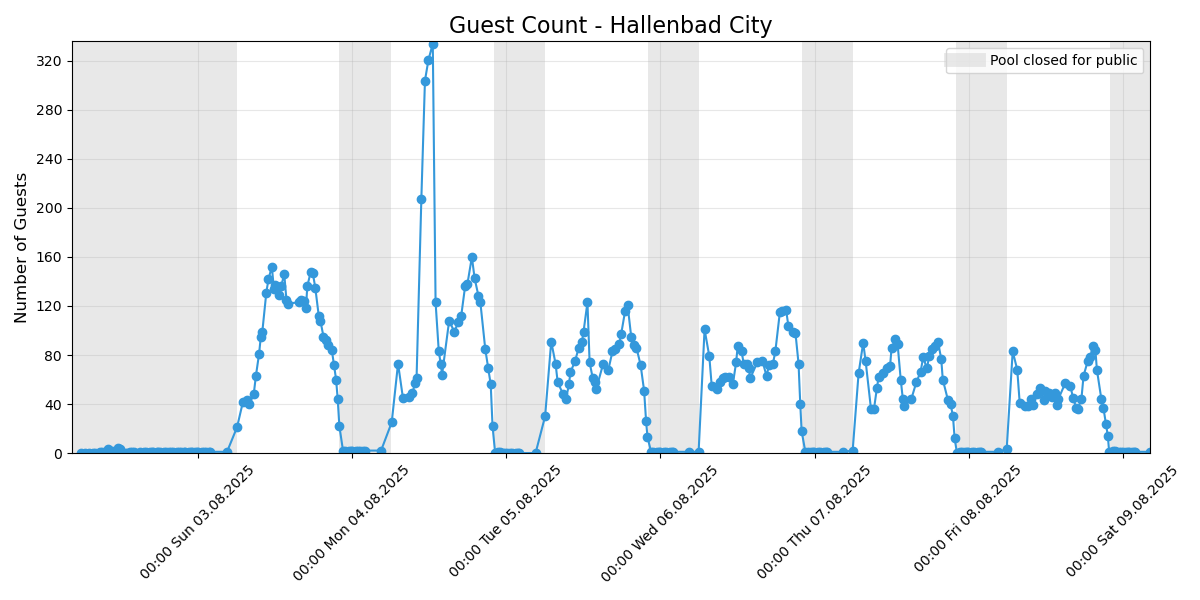 Guest Count - Hallenbad City
Pool closed for public
Number of Guests
320
280
240
200
160
120
80
40
0
00:00 Sun 03.08.2025
00:00 Mon 04.08.2025
00:00 Tue 05.08.2025
00:00 Wed 06.08.2025
00:00 Thu 07.08.2025
00:00 Fri 08.08.2025
00:00 Sat 09.08.2025